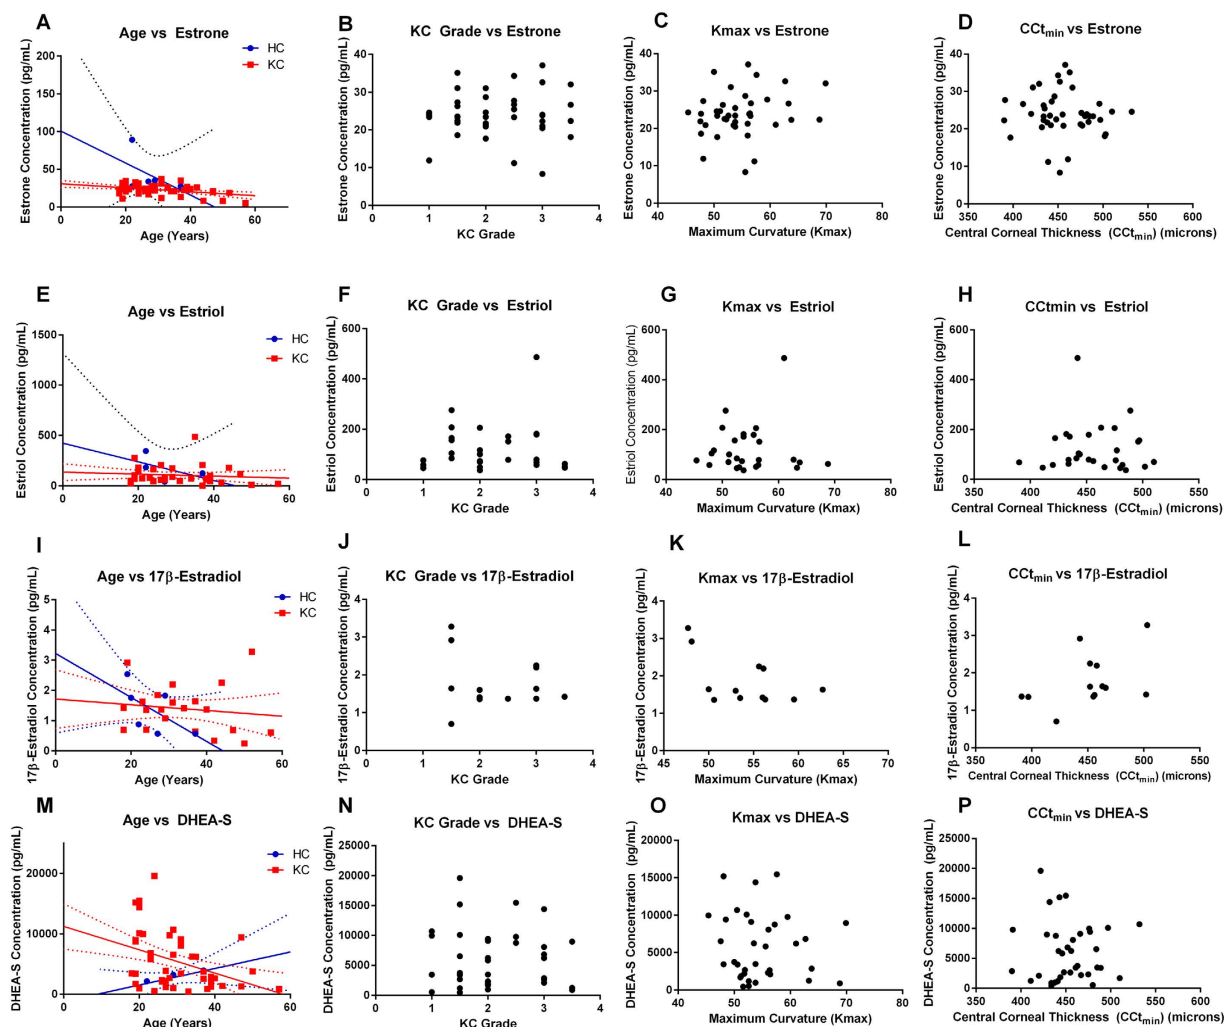 A
Age vs Estrone
HC
KC
Estrone Concentration (pg/mL)
200
150
100
50
0
0 20 40 60
Age (Years)
B
KC Grade vs Estrone
Estrone Concentration (pg/mL)
40
30
20
10
0
0 1 2 3 4
KC Grade
C
Kmax vs Estrone
Estrone Concentration (pg/mL)
40
30
20
10
0
40 50 60 70 80
Maximum Curvature (Kmax)
D
CCtmin vs Estrone
Estrone Concentration (pg/mL)
40
30
20
10
0
350 400 450 500 550 600
Central Corneal Thickness (CCtmin) (microns)
E
Age vs Estriol
HC
KC
Estriol Concentration (pg/mL)
1500
1000
500
0
0 20 40 60
Age (Years)
F
KC Grade vs Estriol
Estriol Concentration (pg/mL)
600
400
200
0
0 1 2 3 4
KC Grade
G
Kmax vs Estriol
Estriol Concentration (pg/mL)
600
400
200
0
40 50 60 70 80
Maximum Curvature (Kmax)
H
CCtmin vs Estriol
Estriol Concentration (pg/mL)
600
400
200
0
350 400 450 500 550
Central Corneal Thickness (CCtmin) (microns)
I
Age vs 17β-Estradiol
HC
KC
17β-Estradiol Concentration (pg/mL)
5
4
3
2
1
0
0 20 40 60
Age (Years)
J
KC Grade vs 17β-Estradiol
17β-Estradiol Concentration (pg/mL)
4
3
2
1
0
0 1 2 3 4
KC Grade
K
Kmax vs 17β-Estradiol
17β-Estradiol Concentration (pg/mL)
4
3
2
1
0
45 50 55 60 65 70
Maximum Curvature (Kmax)
L
CCtmin vs 17β-Estradiol
17β-Estradiol Concentration (pg/mL)
4
3
2
1
0
350 400 450 500 550
Central Corneal Thickness (CCtmin) (microns)
M
Age vs DHEA-S
HC
KC
DHEA-S Concentration (pg/mL)
20000
10000
0
0 20 40 60
Age (Years)
N
KC Grade vs DHEA-S
DHEA-S Concentration (pg/mL)
25000
20000
15000
10000
5000
0
0 1 2 3 4
KC Grade
O
Kmax vs DHEA-S
DHEA-S Concentration (pg/mL)
20000
15000
10000
5000
0
40 50 60 70 80
Maximum Curvature (Kmax)
P
CCtmin vs DHEA-S
DHEA-S Concentration (pg/mL)
25000
20000
15000
10000
5000
0
350 400 450 500 550 600
Central Corneal Thickness (CCtmin) (microns)